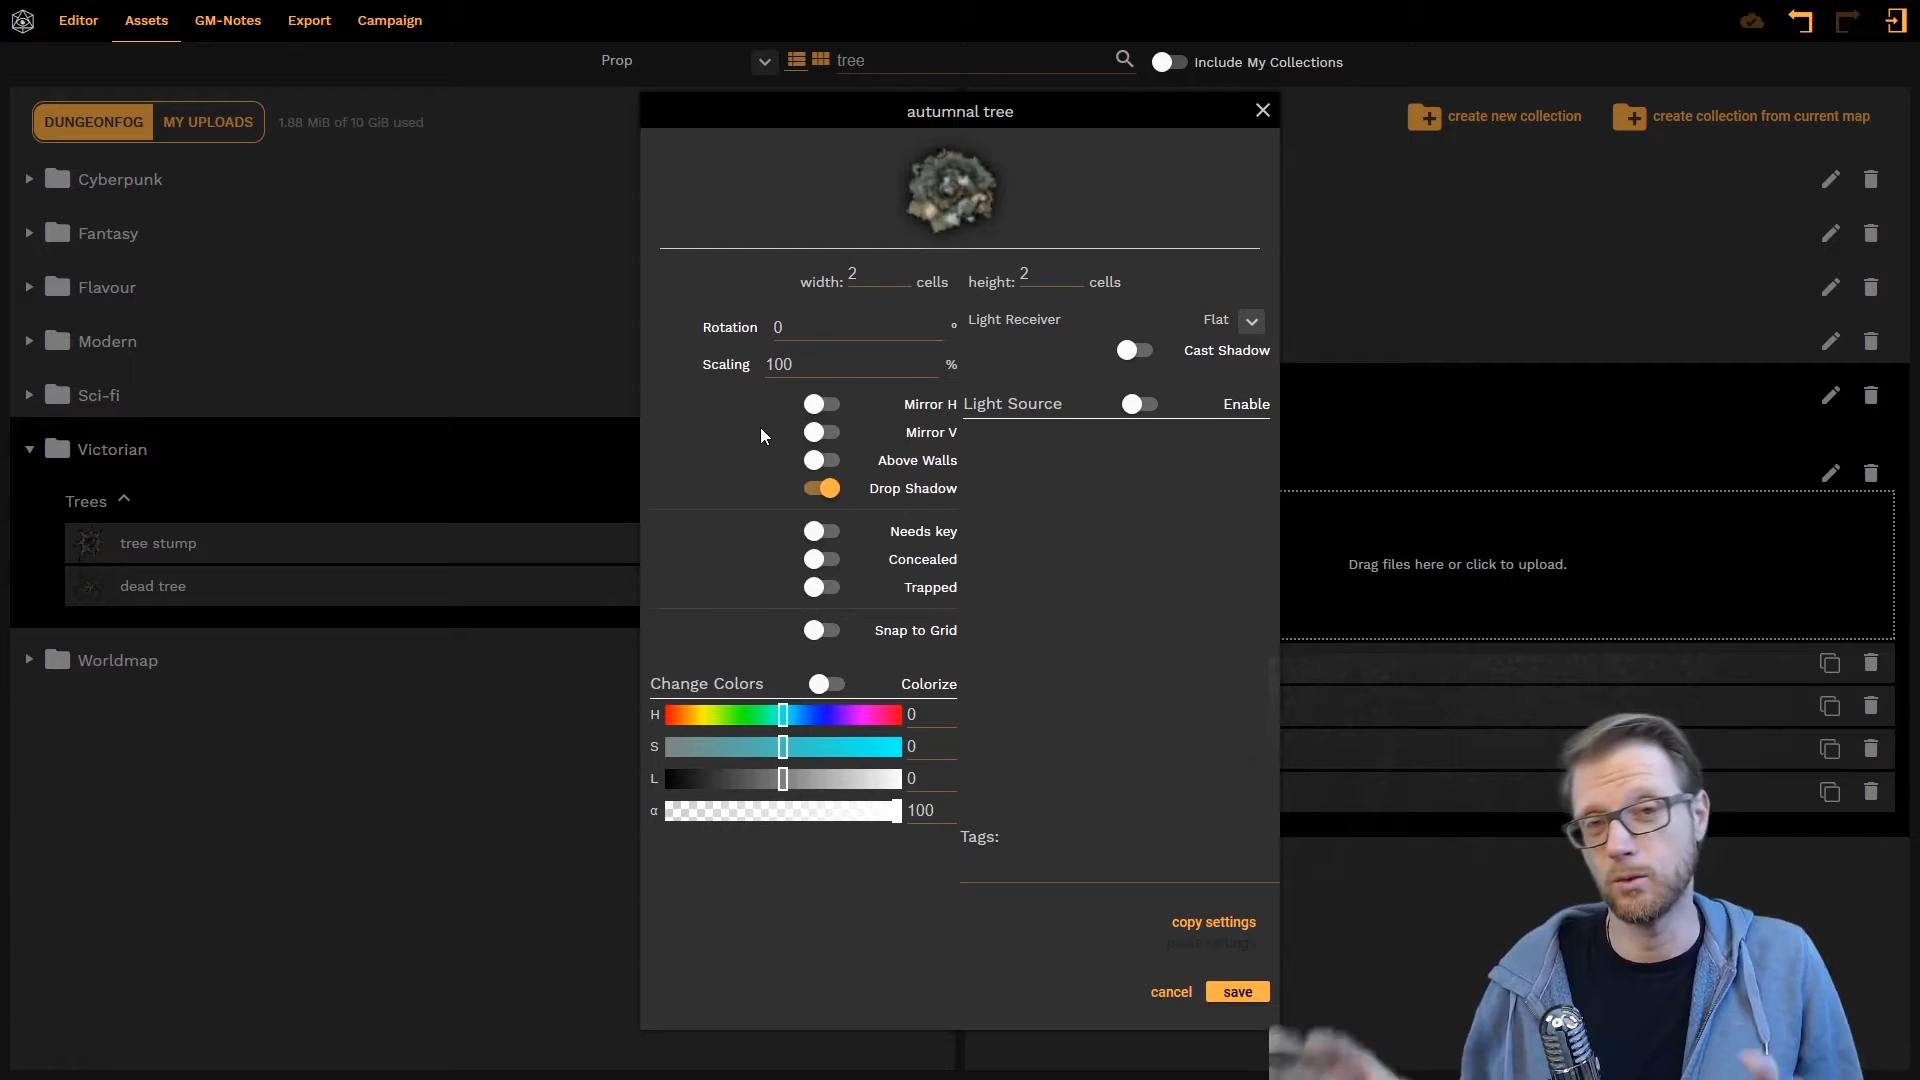 Editor Assets GM-Notes Export Campaign
Prop tree Include My Collections
DUNGEONFOG MY UPLOADS 1.88 MiB of 10 GiB used
create new collection create collection from current map
Cyberpunk
Fantasy
Flavour
Modern
Sci-fi
Victorian
Trees
tree stump
dead tree
Worldmap
autumnal tree
width: 2 cells height: 2 cells
Rotation 0 °
Light Receiver Flat
Cast Shadow
Scaling 100 %
Mirror H
Light Source Enable
Mirror V
Above Walls
Drop Shadow
Needs key
Concealed
Trapped
Snap to Grid
Change Colors Colorize
H 0
S 0
L 0
α 100
Tags:
copy settings
paste settings
cancel save
Drag files here or click to upload.